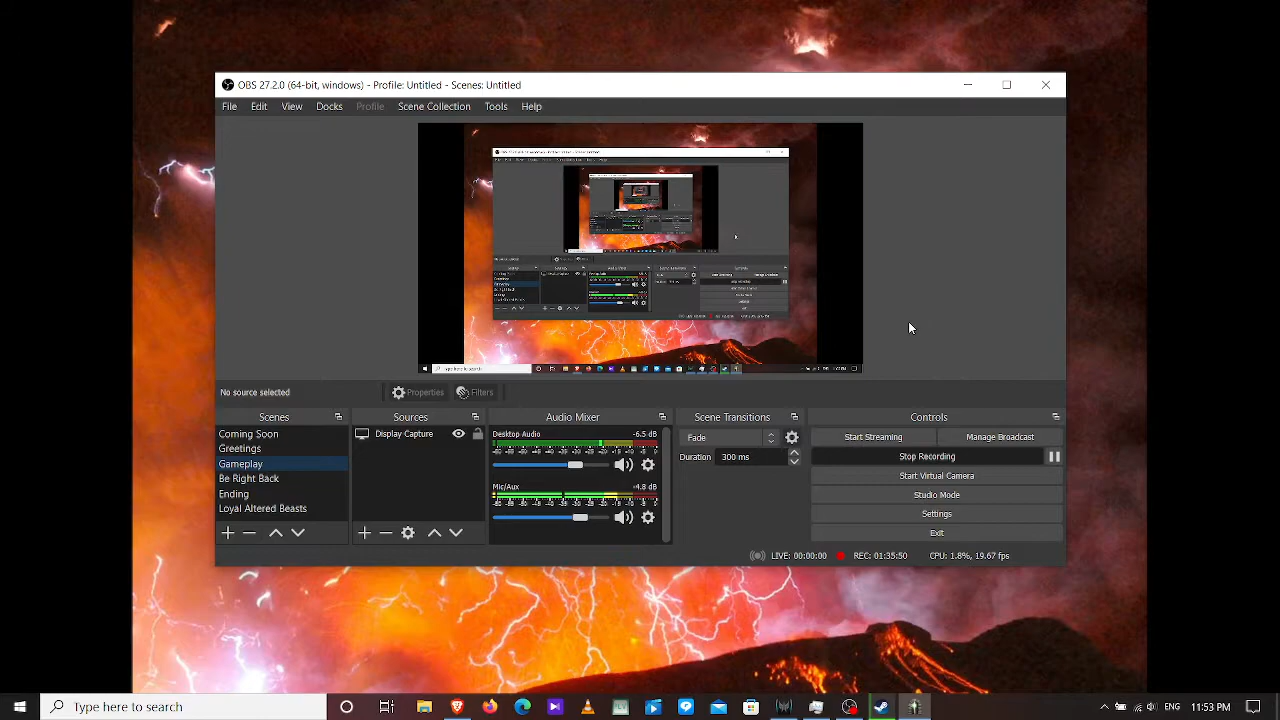 OBS 27.2.0 (64-bit, windows) - Profile: Untitled - Scenes: Untitled
File Edit View Docks Profile Scene Collection Tools Help
No source selected Properties Filters
Scenes Sources Audio Mixer Scene Transitions Controls
Coming Soon
Greetings
Gameplay
Be Right Back
Ending
Loyal Altered Beasts
Display Capture
Desktop Audio -6.5 dB
Mic/Aux -4.8 dB
Fade
Duration 300 ms
Start Streaming Manage Broadcast
Stop Recording
Start Virtual Camera
Studio Mode
Settings
Exit
LIVE: 00:00:00 REC: 01:35:50 CPU: 1.8%, 19.67 fps
Type here to search ENG 11:53 PM